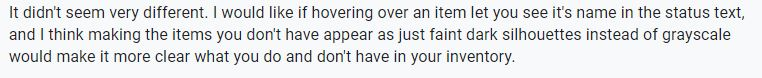 It didn't seem very different. I would like if hovering over an item let you see it's name in the status text,
and I think making the items you don't have appear as just faint dark silhouettes instead of grayscale
would make it more clear what you do and don't have in your inventory.